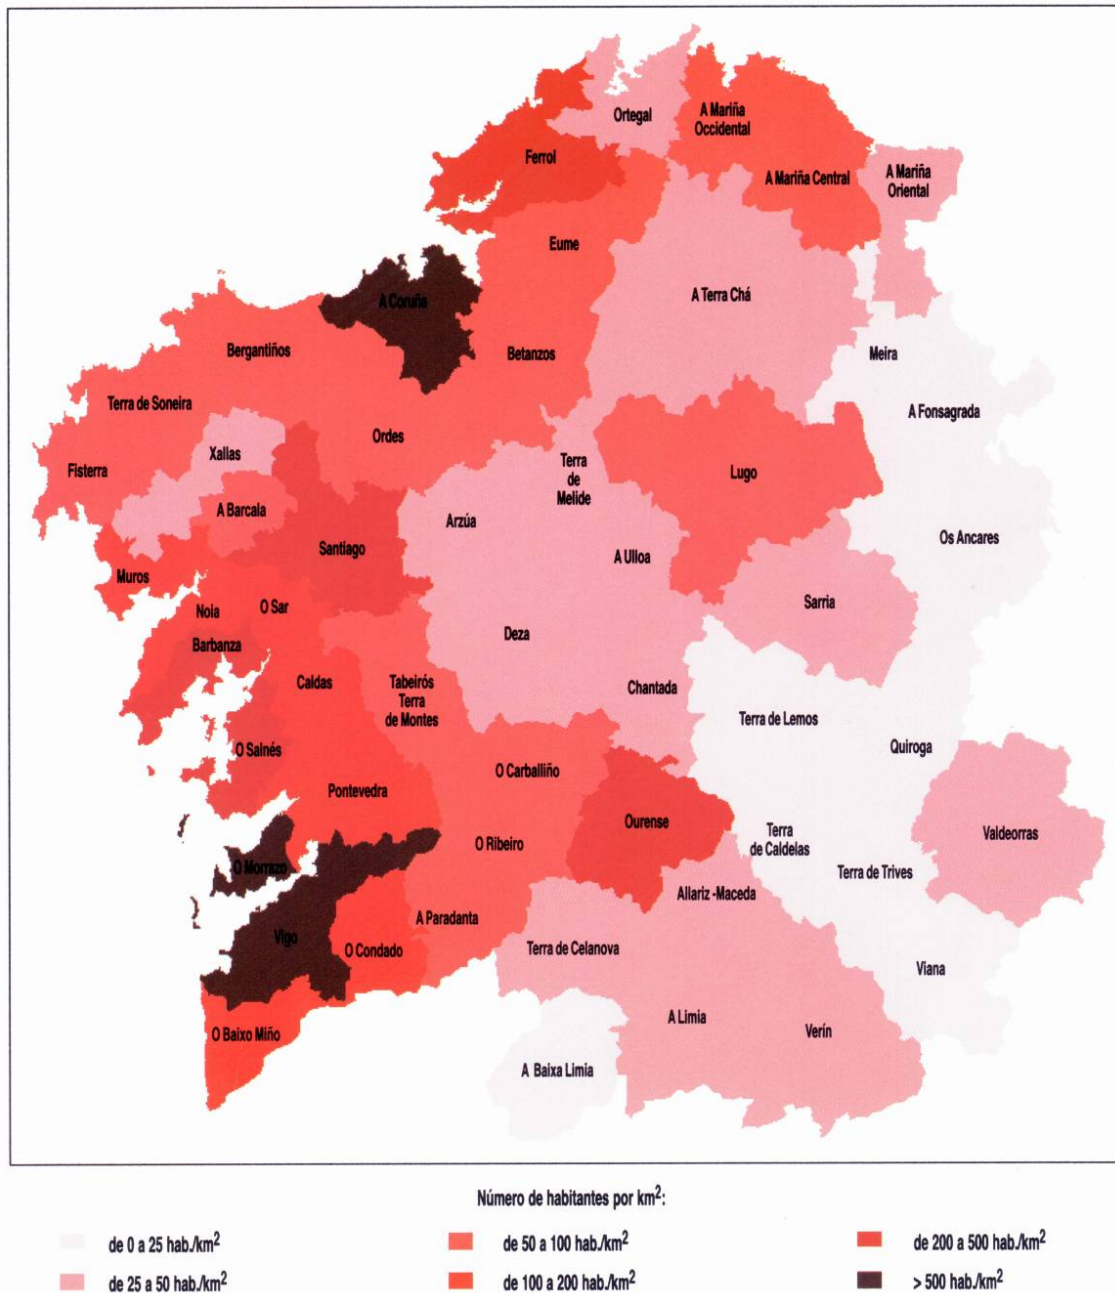 Ortegal
A Mariña
Occidental
Ferrol
A Mariña Central
A Mariña
Oriental
Eume
A Coruña
A Terra Chá
Bergantiños
Betanzos
Meira
Terra de Soneira
A Fonsagrada
Ordes
Xallas
Fisterra
Terra
de
Melide
Lugo
A Barcala
Arzúa
Santiago
A Ulloa
Os Ancares
Muros
O Sar
Noia
Sarria
Barbanza
Deza
Caldas
Tabeirós
Terra
de Montes
Chantada
Terra de Lemos
O Salnés
Quiroga
O Carballiño
Pontevedra
Ourense
Terra
de Caldelas
Valdeorras
O Ribeiro
O Morrazo
Terra de Trives
Allariz -Maceda
A Paradanta
Vigo
O Condado
Terra de Celanova
Viana
A Limia
Verín
O Baixo Miño
A Baixa Limia
Número de habitantes por km²:
de 0 a 25 hab./km²
de 50 a 100 hab./km²
de 200 a 500 hab./km²
de 25 a 50 hab./km²
de 100 a 200 hab./km²
> 500 hab./km²